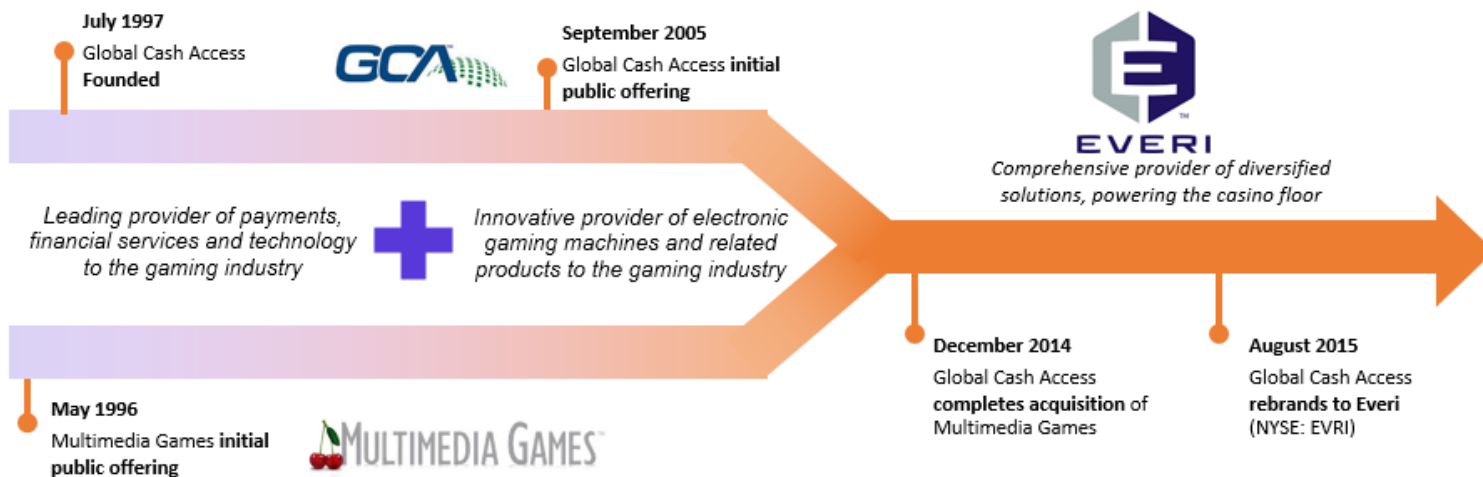 July 1997
Global Cash Access
Founded
GCA
September 2005
Global Cash Access initial
public offering
EVERI
TM
Comprehensive provider of diversified
solutions, powering the casino floor
Leading provider of payments,
financial services and technology
to the gaming industry
Innovative provider of electronic
gaming machines and related
products to the gaming industry
May 1996
Multimedia Games initial
public offering
MULTIMEDIA GAMES
December 2014
Global Cash Access
completes acquisition of
Multimedia Games
August 2015
Global Cash Access
rebrands to Everi
(NYSE: EVRI)